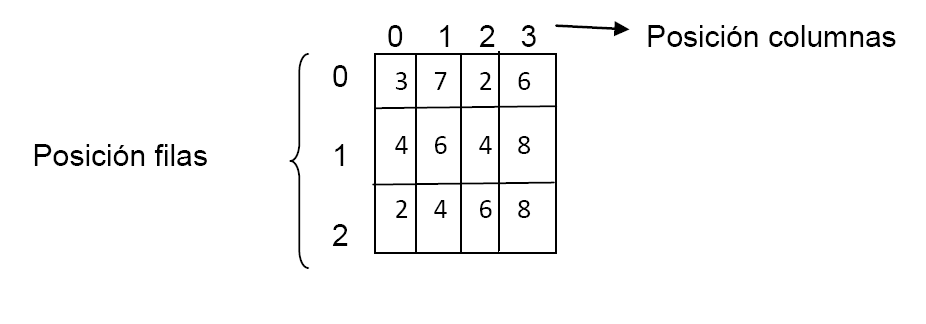 0 1 2 3 Posición columnas
0 3 7 2 6
Posición filas 1 4 6 4 8
2 2 4 6 8